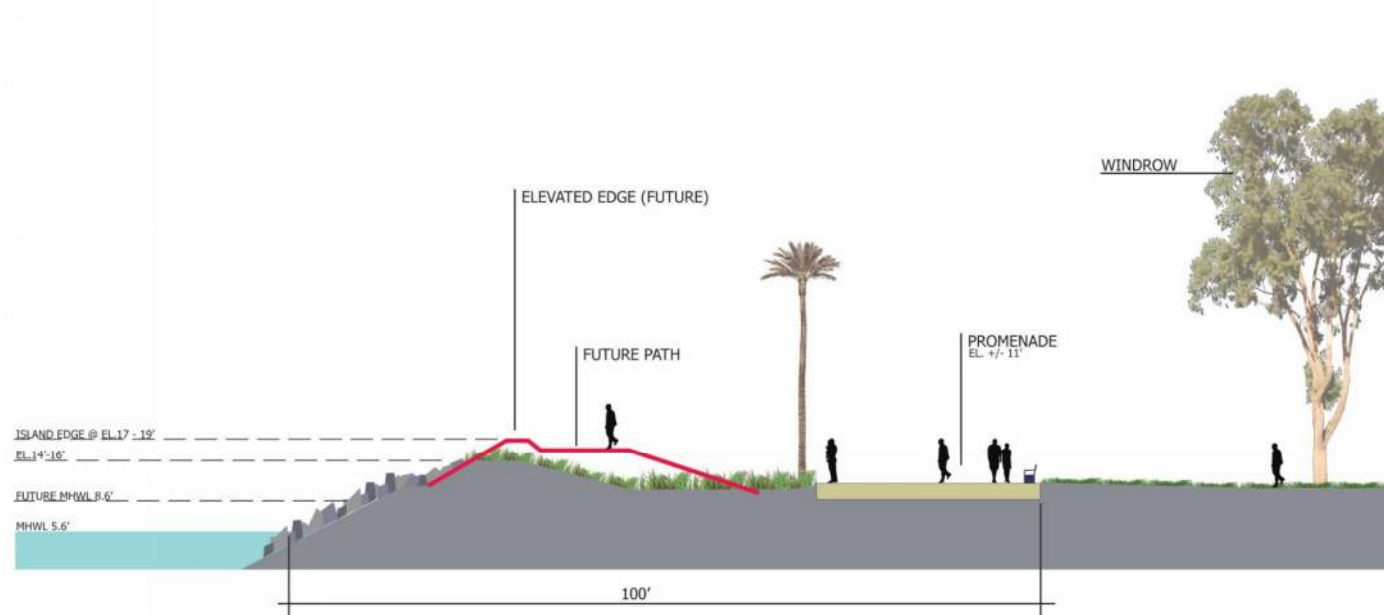 WINDROW
ELEVATED EDGE (FUTURE)
FUTURE PATH
PROMENADE
EL. +/- 11'
ISLAND EDGE @ EL.17 - 19'
EL.14'-16'
FUTURE MHWL 8.6'
MHWL 5.6'
100'